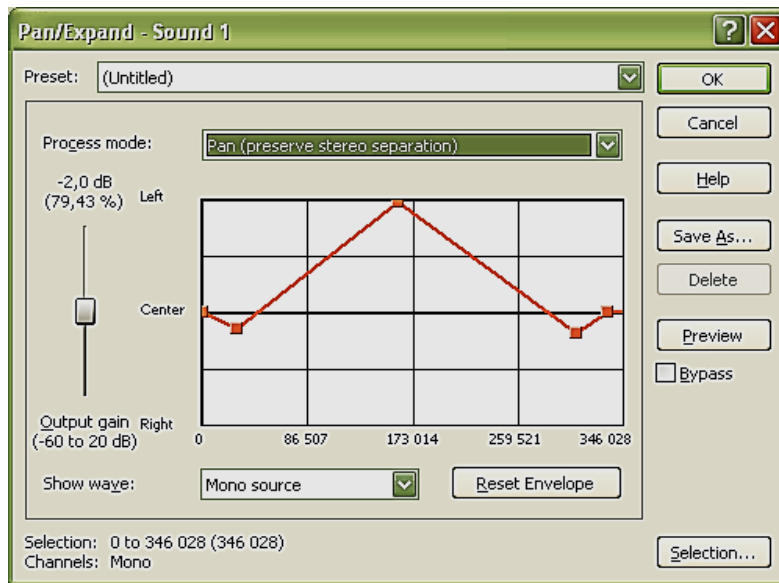 Pan/Expand - Sound 1
Preset: (Untitled)
OK
Cancel
Process mode: Pan (preserve stereo separation)
Help
-2,0 dB
(79,43 %)
Left
Save As...
Delete
Center
Preview
Bypass
Output gain
(-60 to 20 dB)
Right
0 86 507 173 014 259 521 346 028
Show wave: Mono source Reset Envelope
Selection: 0 to 346 028 (346 028)
Channels: Mono
Selection...